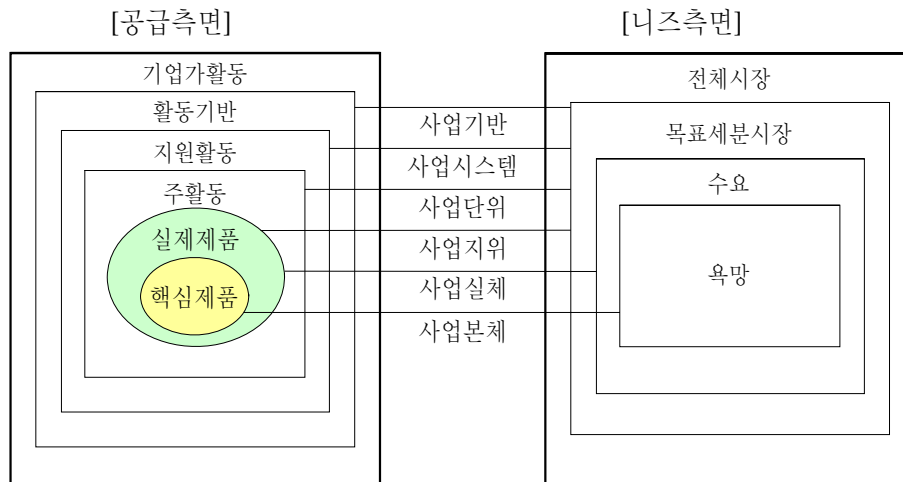 [공급측면]
[니즈측면]
기업가활동
활동기반
지원활동
주활동
실제제품
핵심제품
사업기반
사업시스템
사업단위
사업지위
사업실체
사업본체
전체시장
목표세분시장
수요
욕망